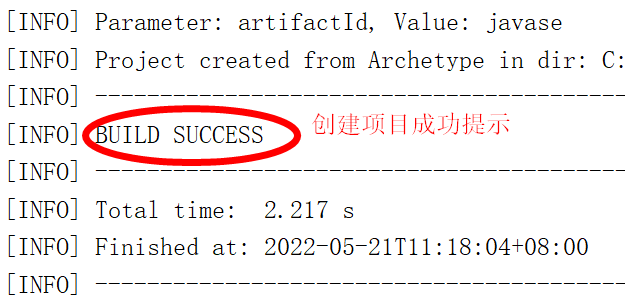 [INFO] Parameter: artifactId, Value: javase
[INFO] Project created from Archetype in dir: C:
[INFO] -----------------------------------------
[INFO] BUILD SUCCESS 创建项目成功提示
[INFO] -----------------------------------------
[INFO] Total time:  2.217 s
[INFO] Finished at: 2022-05-21T11:18:04+08:00
[INFO] -----------------------------------------